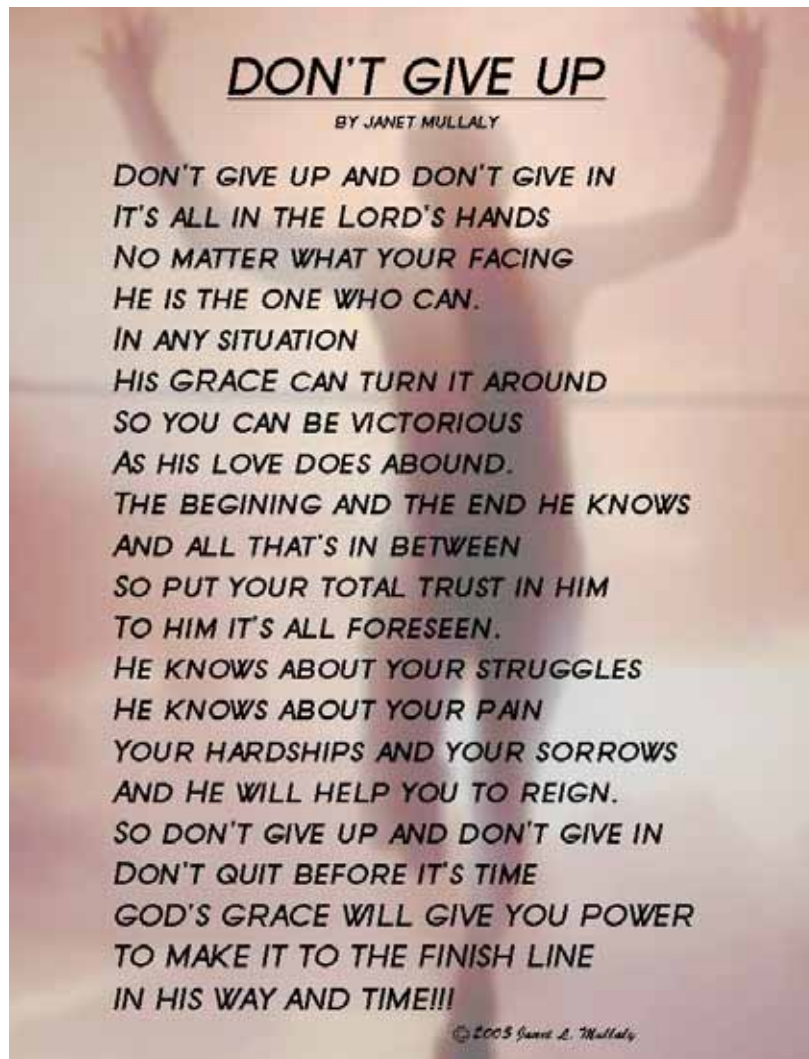 DON'T GIVE UP
BY JANET MULLALY
DON'T GIVE UP AND DON'T GIVE IN
IT'S ALL IN THE LORD'S HANDS
NO MATTER WHAT YOUR FACING
HE IS THE ONE WHO CAN.
IN ANY SITUATION
HIS GRACE CAN TURN IT AROUND
SO YOU CAN BE VICTORIOUS
AS HIS LOVE DOES ABOUND.
THE BEGINING AND THE END HE KNOWS
AND ALL THAT'S IN BETWEEN
SO PUT YOUR TOTAL TRUST IN HIM
TO HIM IT'S ALL FORESEEN.
HE KNOWS ABOUT YOUR STRUGGLES
HE KNOWS ABOUT YOUR PAIN
YOUR HARDSHIPS AND YOUR SORROWS
AND HE WILL HELP YOU TO REIGN.
SO DON'T GIVE UP AND DON'T GIVE IN
DON'T QUIT BEFORE IT'S TIME
GOD'S GRACE WILL GIVE YOU POWER
TO MAKE IT TO THE FINISH LINE
IN HIS WAY AND TIME!!!
© 2003 Janet L. Mullaly